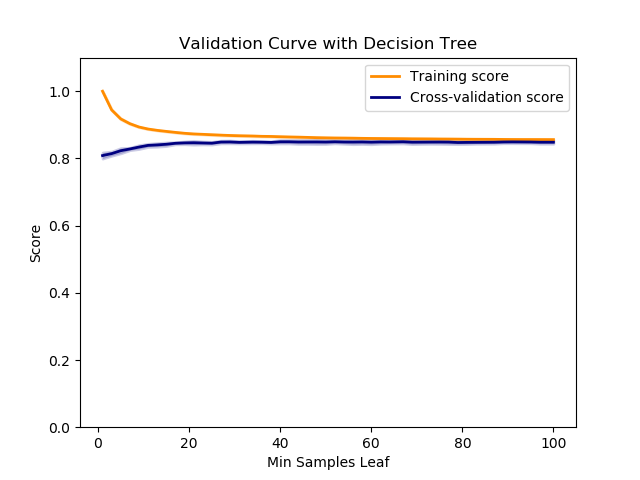 Validation Curve with Decision Tree
Training score
Cross-validation score
1.0
0.8
0.6
0.4
0.2
0.0
Score
0
20
40
60
80
100
Min Samples Leaf